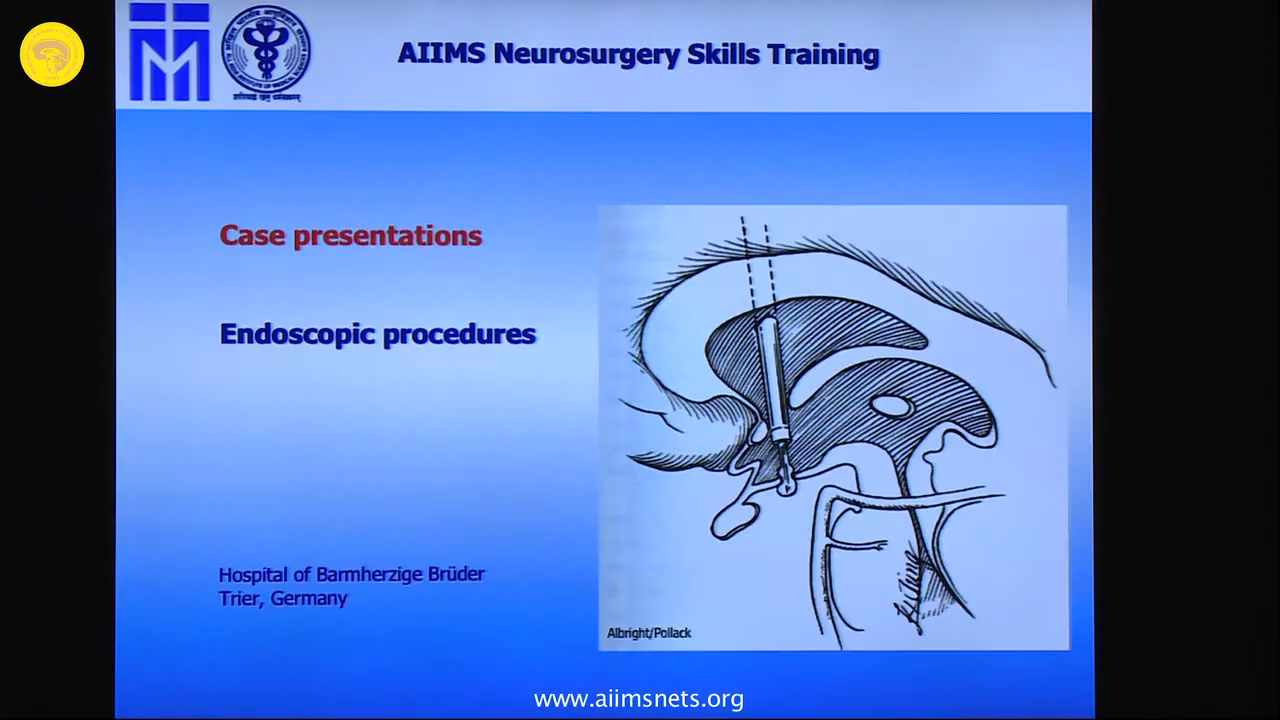 AIIMS Neurosurgery Skills Training
Case presentations
Endoscopic procedures
Hospital of Barmherzige Brüder
Trier, Germany
Albright/Pollack
www.aiimsnets.org